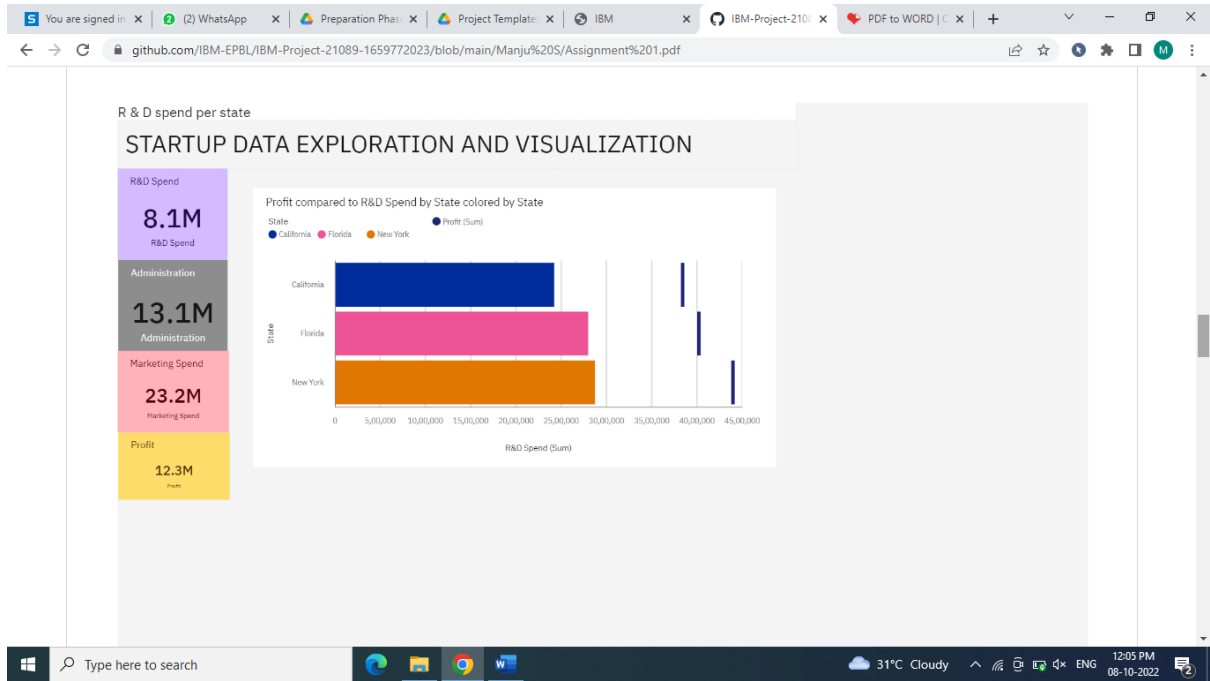 You are signed in
(2) WhatsApp
Preparation Phas
Project Template
IBM
IBM-Project-210
PDF to WORD | C
github.com/IBM-EPBL/IBM-Project-21089-1659772023/blob/main/Manju%20S/Assignment%201.pdf
M
R & D spend per state
STARTUP DATA EXPLORATION AND VISUALIZATION
R&D Spend
8.1M
R&D Spend
Administration
13.1M
Administration
Marketing Spend
23.2M
Marketing Spend
Profit
12.3M
Profit
Profit compared to R&D Spend by State colored by State
State
California Florida New York
Profit (Sum)
State
California
Florida
New York
0 5,00,000 10,00,000 15,00,000 20,00,000 25,00,000 30,00,000 35,00,000 40,00,000 45,00,000
R&D Spend (Sum)
Type here to search
31°C Cloudy
ENG
12:05 PM
08-10-2022
2